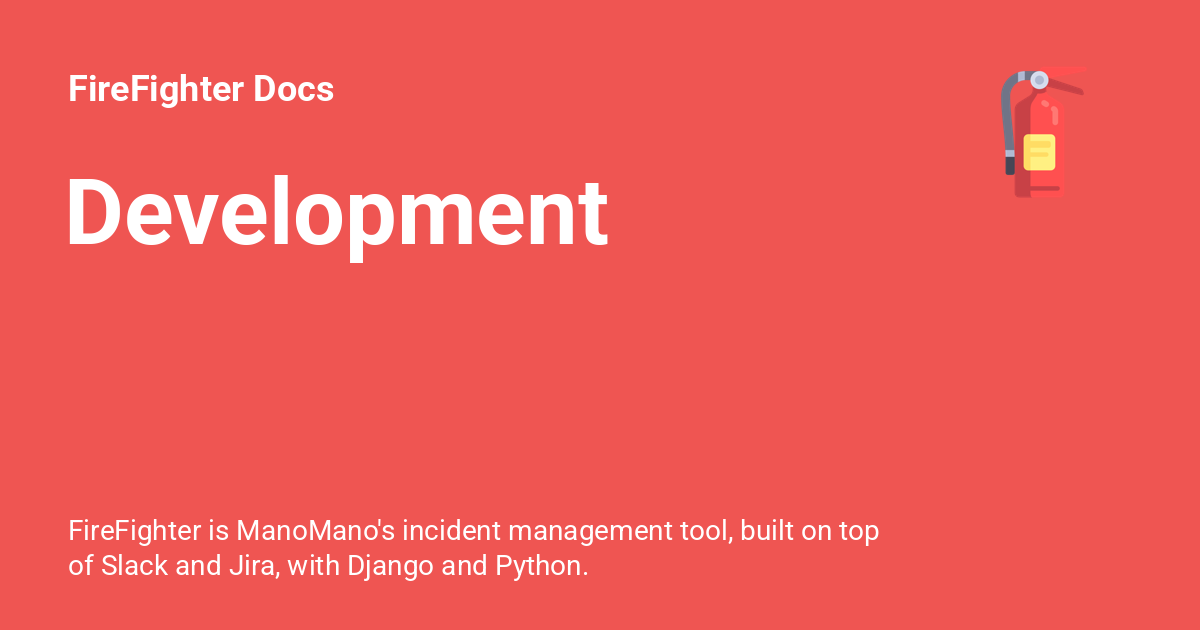 FireFighter Docs
Development
FireFighter is ManoMano's incident management tool, built on top
of Slack and Jira, with Django and Python.